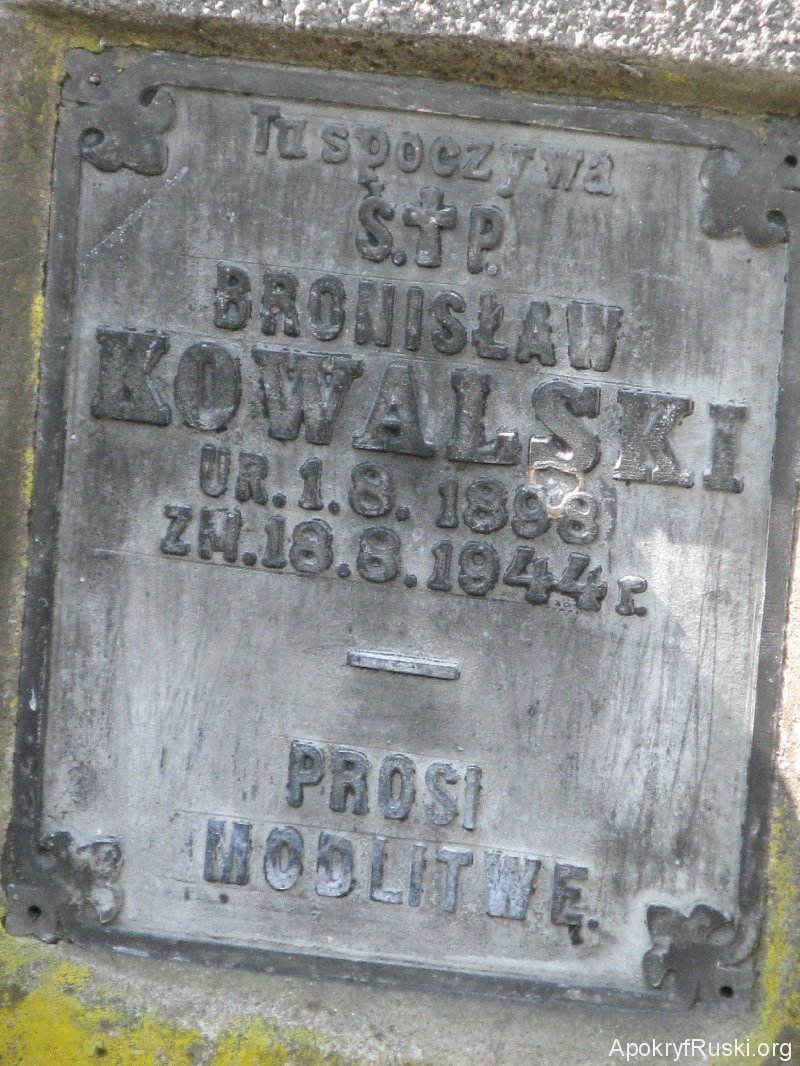 Tu spoczywa
Ś.✝P.
BRONISŁAW
KOWALSKI
UR. 1. 8. 1898
ZM. 18. 8. 1944 r.
PROSI
MODLITWĘ.
ApokryfRuski.org